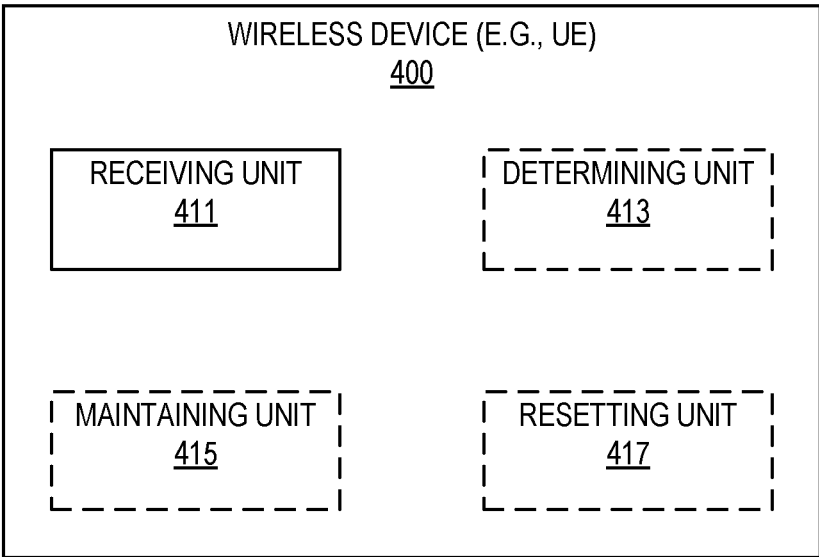 WIRELESS DEVICE (E.G., UE)
400
RECEIVING UNIT
411
DETERMINING UNIT
413
MAINTAINING UNIT
415
RESETTING UNIT
417